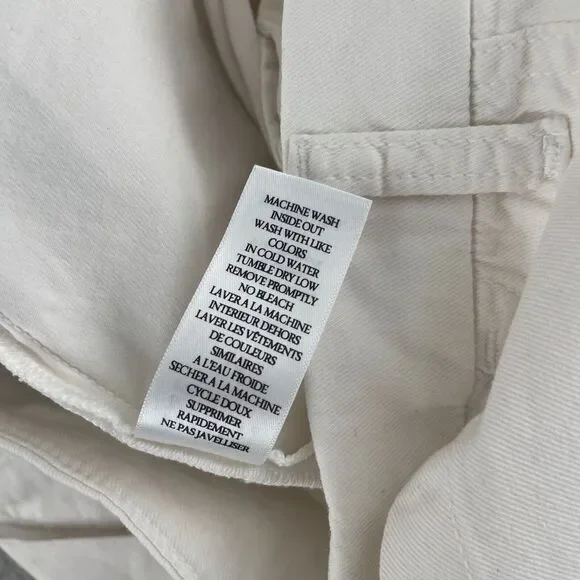 MACHINE WASH
INSIDE OUT
WASH WITH LIKE
COLORS
IN COLD WATER
TUMBLE DRY LOW
REMOVE PROMPTLY
NO BLEACH
LAVER A LA MACHINE
INTERIEUR DEHORS
LAVER LES VÊTEMENTS
DE COULEURS
SIMILAIRES
A L'EAU FROIDE
SECHER A LA MACHINE
CYCLE DOUX
SUPPRIMER
RAPIDEMENT
NE PAS JAVELLISER